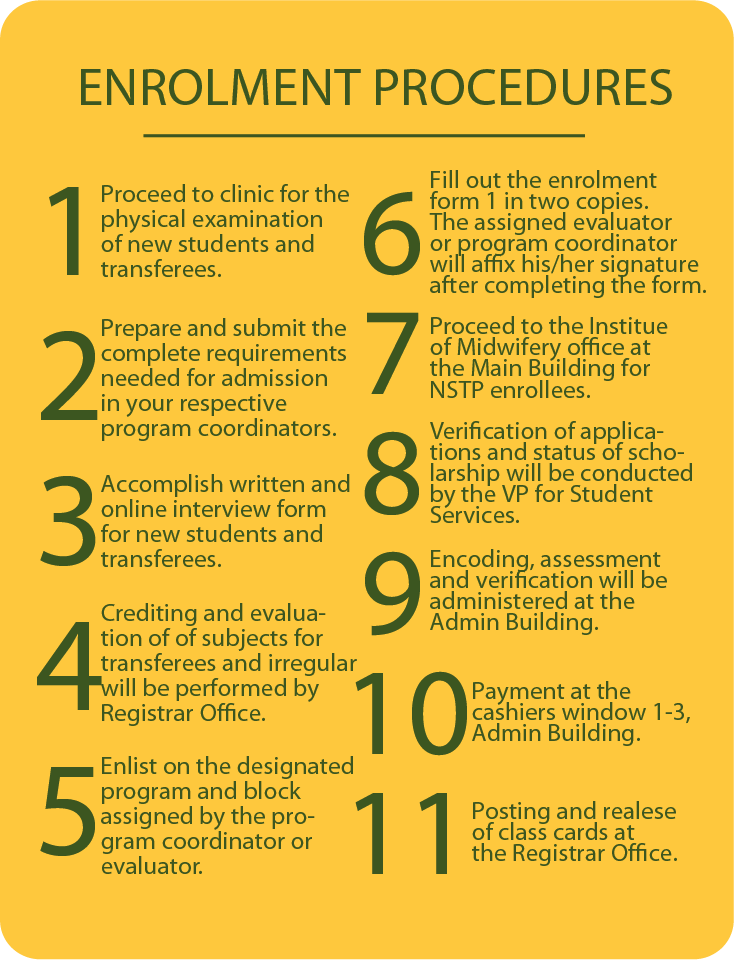 ENROLMENT PROCEDURES
1
Proceed to clinic for the
physical examination
of new students and
transferees.
2
Prepare and submit the
complete requirements
needed for admission
in your respective
program coordinators.
3
Accomplish written and
online interview form
for new students and
transferees.
4
Crediting and evalua-
tion of of subjects for
transferees and irregular
will be performed by
Registrar Office.
5
Enlist on the designated
program and block
assigned by the pro-
gram coordinator or
evaluator.
6
Fill out the enrolment
form 1 in two copies.
The assigned evaluator
or program coordinator
will affix his/her signature
after completing the form.
7
Proceed to the Institue
of Midwifery office at
the Main Building for
NSTP enrollees.
8
Verification of applica-
tions and status of scho-
larship will be conducted
by the VP for Student
Services.
9
Encoding, assessment
and verification will be
administered at the
Admin Building.
10
Payment at the
cashiers window 1-3,
Admin Building.
11
Posting and realese
of class cards at
the Registrar Office.